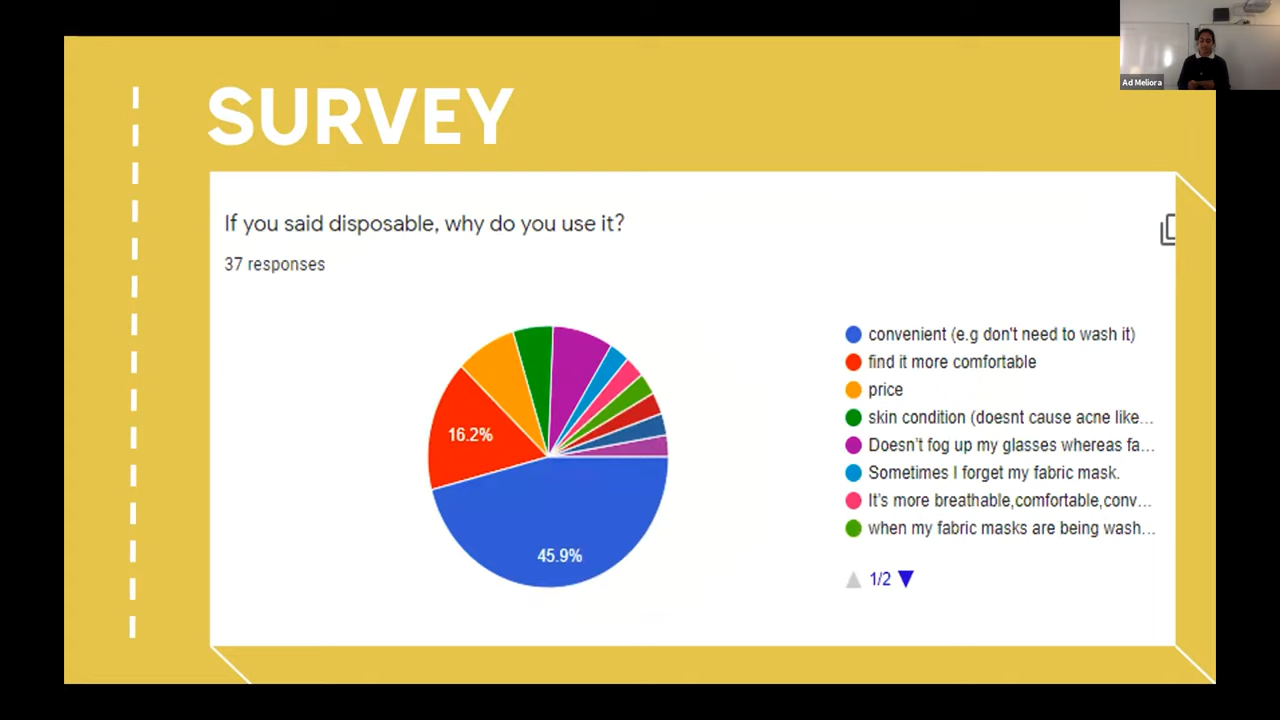 Ad Meliora
SURVEY
If you said disposable, why do you use it?
37 responses
16.2%
45.9%
convenient (e.g don't need to wash it)
find it more comfortable
price
skin condition (doesnt cause acne like...
Doesn't fog up my glasses whereas fa...
Sometimes I forget my fabric mask.
It's more breathable,comfortable,conv...
when my fabric masks are being wash...
1/2